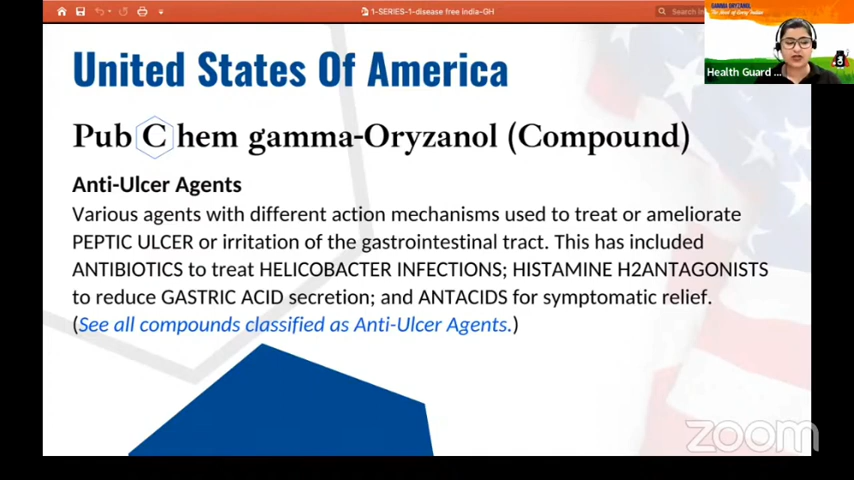 1-SERIES-1-disease free india-GH
Search in
GAMMA ORYZANOL
Health Guard ...
United States Of America
PubChem gamma-Oryzanol (Compound)
Anti-Ulcer Agents
Various agents with different action mechanisms used to treat or ameliorate
PEPTIC ULCER or irritation of the gastrointestinal tract. This has included
ANTIBIOTICS to treat HELICOBACTER INFECTIONS; HISTAMINE H2ANTAGONISTS
to reduce GASTRIC ACID secretion; and ANTACIDS for symptomatic relief.
(See all compounds classified as Anti-Ulcer Agents.)
zoom